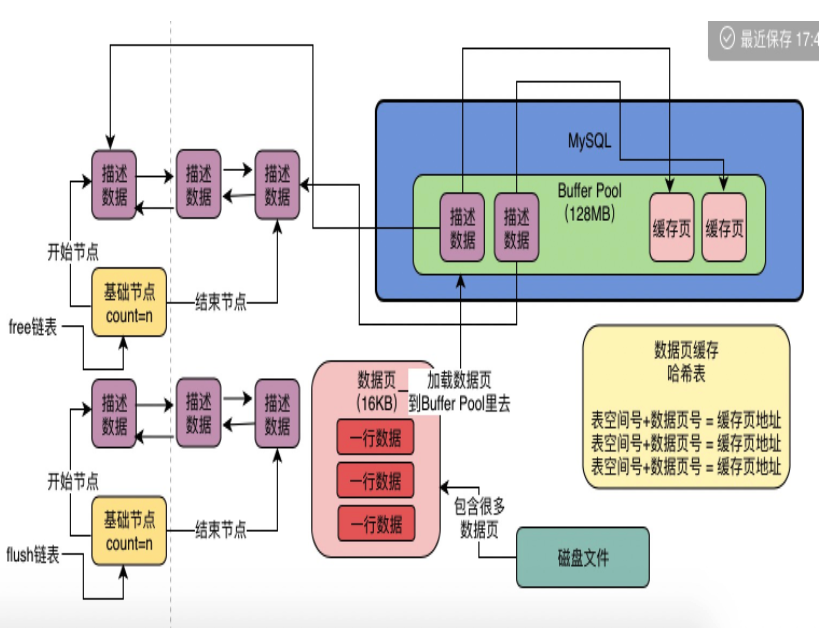 最近保存 17:4
MySQL
Buffer Pool
(128MB)
描述
数据
描述
数据
缓存页
缓存页
描述
数据
描述
数据
描述
数据
开始节点
基础节点
count=n
结束节点
free链表
描述
数据
描述
数据
描述
数据
开始节点
基础节点
count=n
结束节点
flush链表
数据页
(16KB)
一行数据
一行数据
一行数据
加载数据页
到Buffer Pool里去
包含很多
数据页
磁盘文件
数据页缓存
哈希表
表空间号+数据页号 = 缓存页地址
表空间号+数据页号 = 缓存页地址
表空间号+数据页号 = 缓存页地址